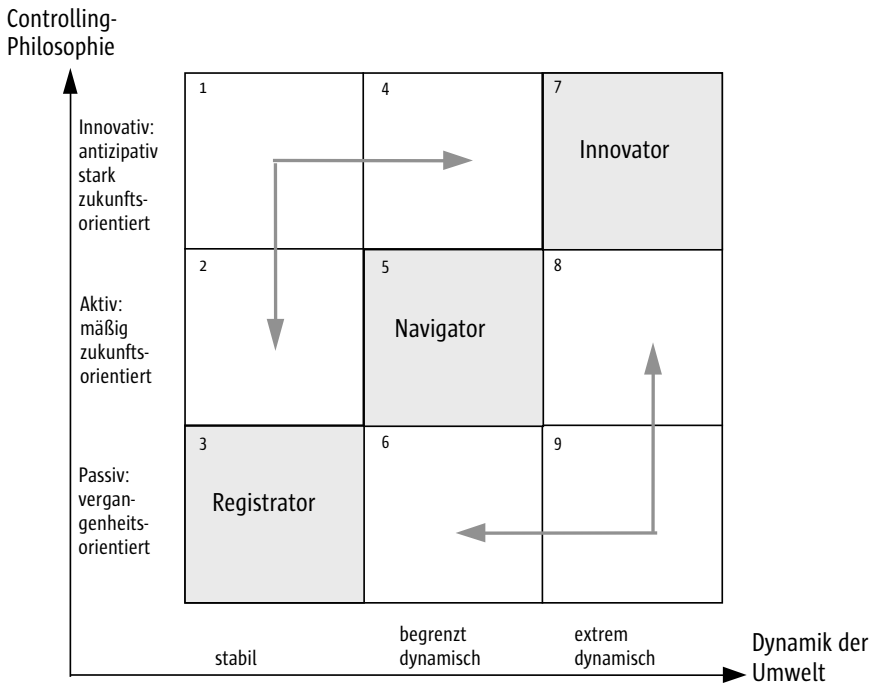 Controlling-
Philosophie
1
4
7
Innovativ:
antizipativ
stark
zukunfts-
orientiert
Innovator
2
5
8
Aktiv:
mäßig
zukunfts-
orientiert
Navigator
3
6
9
Passiv:
vergan-
genheits-
orientiert
Registrator
stabil
begrenzt
dynamisch
extrem
dynamisch
Dynamik der
Umwelt